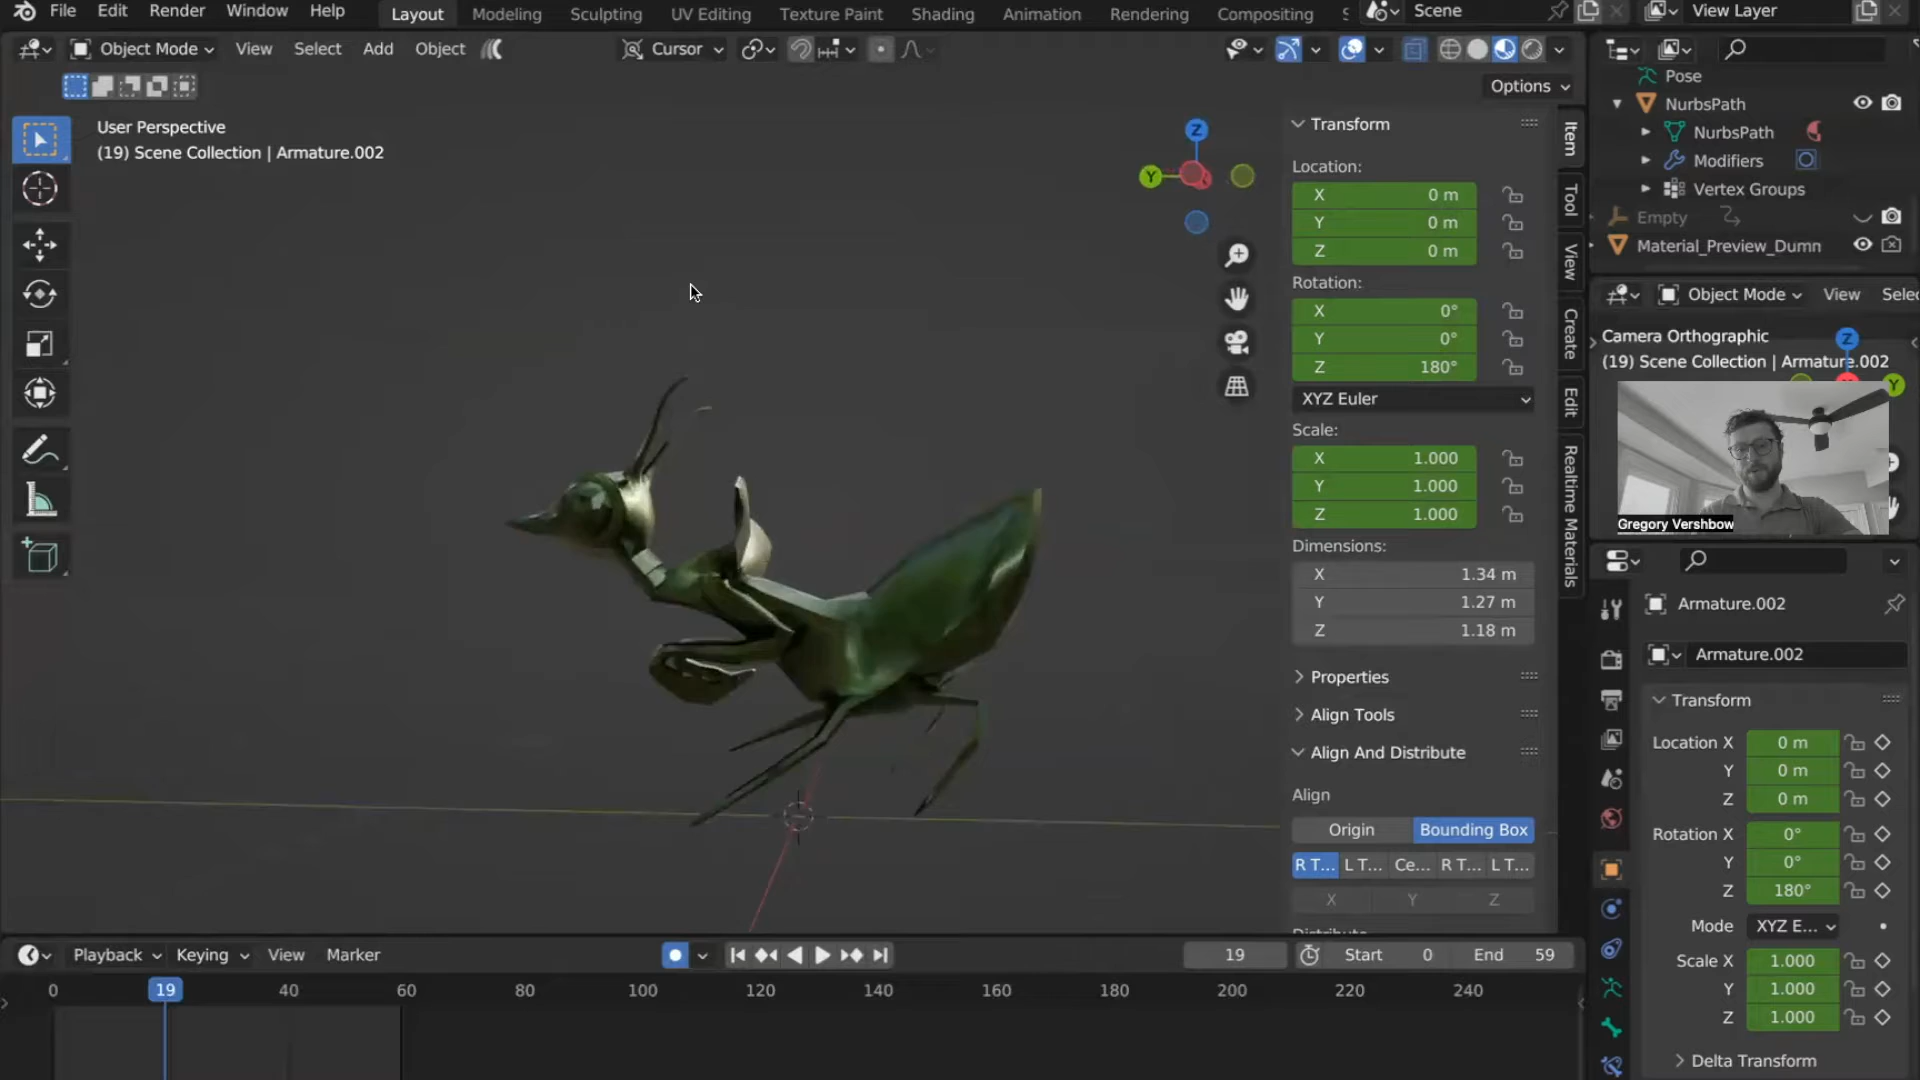 File Edit Render Window Help Layout Modeling Sculpting UV Editing Texture Paint Shading Animation Rendering Compositing Scene View Layer
Object Mode View Select Add Object Cursor
Options
User Perspective
(19) Scene Collection | Armature.002
Z
Y
Transform
Location:
X 0 m
Y 0 m
Z 0 m
Rotation:
X 0°
Y 0°
Z 180°
XYZ Euler
Scale:
X 1.000
Y 1.000
Z 1.000
Dimensions:
X 1.34 m
Y 1.27 m
Z 1.18 m
Properties
Align Tools
Align And Distribute
Align
Origin Bounding Box
R T... L T... Ce... R T... L T...
X Y Z
Item
Tool
View
Create
Edit
Realtime Materials
Pose
NurbsPath
NurbsPath
Modifiers
Vertex Groups
Empty
Material_Preview_Dumn
Object Mode View Selec
Camera Orthographic
(19) Scene Collection | Armature.002
Z
Y
Gregory Vershbow
Armature.002
Armature.002
Transform
Location X 0 m
Y 0 m
Z 0 m
Rotation X 0°
Y 0°
Z 180°
Mode XYZ E...
Scale X 1.000
Y 1.000
Z 1.000
Delta Transform
Playback Keying View Marker 19 Start 0 End 59
0 19 40 60 80 100 120 140 160 180 200 220 240